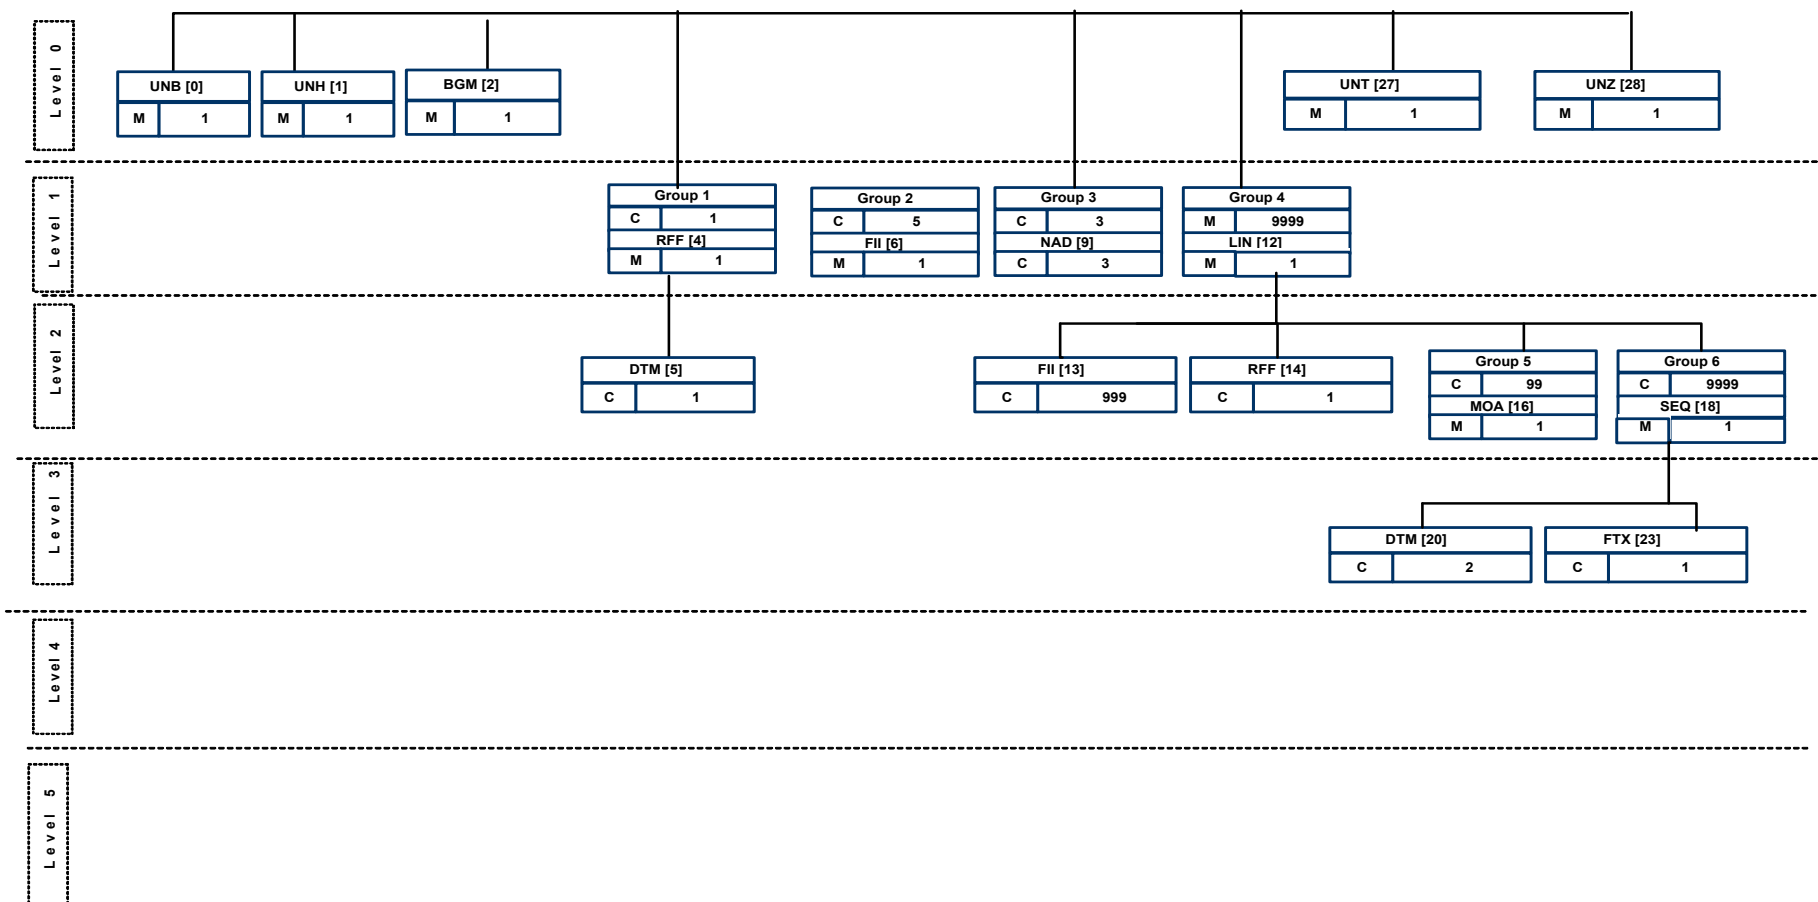 Level 0
UNB [0]
M 1
UNH [1]
M 1
BGM [2]
M 1
UNT [27]
M 1
UNZ [28]
M 1
Level 1
Group 1
C 1
RFF [4]
M 1
Group 2
C 5
FII [6]
M 1
Group 3
C 3
NAD [9]
C 3
Group 4
M 9999
LIN [12]
M 1
Level 2
DTM [5]
C 1
FII [13]
C 999
RFF [14]
C 1
Group 5
C 99
MOA [16]
M 1
Group 6
C 9999
SEQ [18]
M 1
Level 3
DTM [20]
C 2
FTX [23]
C 1
Level 4
Level 5